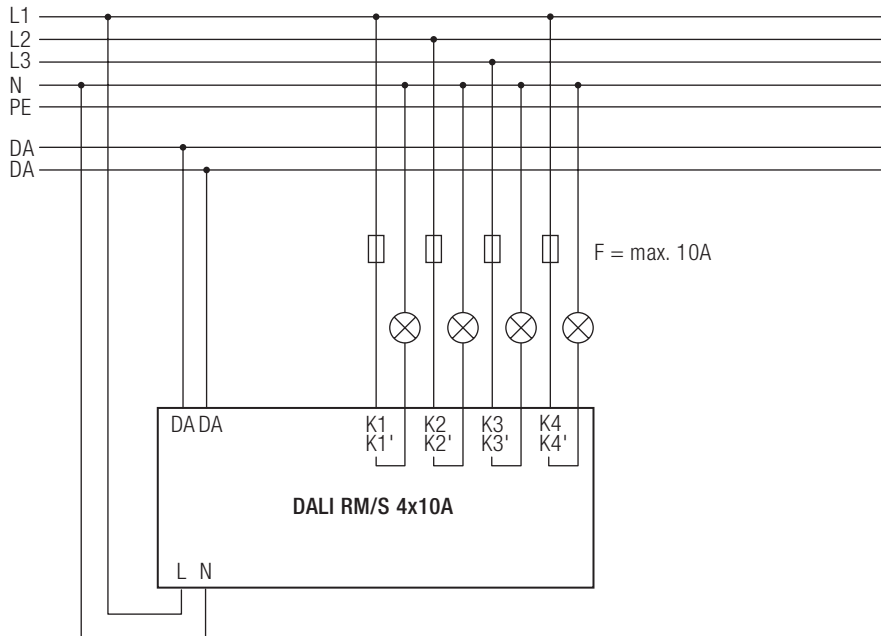 L1
L2
L3
N
PE
DA
DA
F = max. 10A
DA DA
K1 K2 K3 K4
K1' K2' K3' K4'
DALI RM/S 4x10A
L N